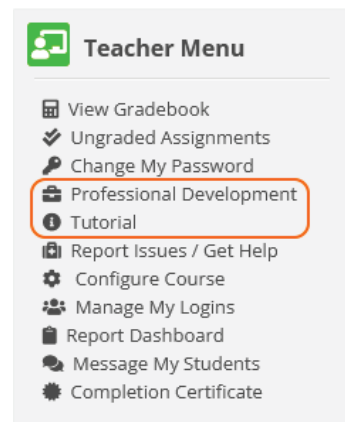 Teacher Menu
View Gradebook
Ungraded Assignments
Change My Password
Professional Development
Tutorial
Report Issues / Get Help
Configure Course
Manage My Logins
Report Dashboard
Message My Students
Completion Certificate